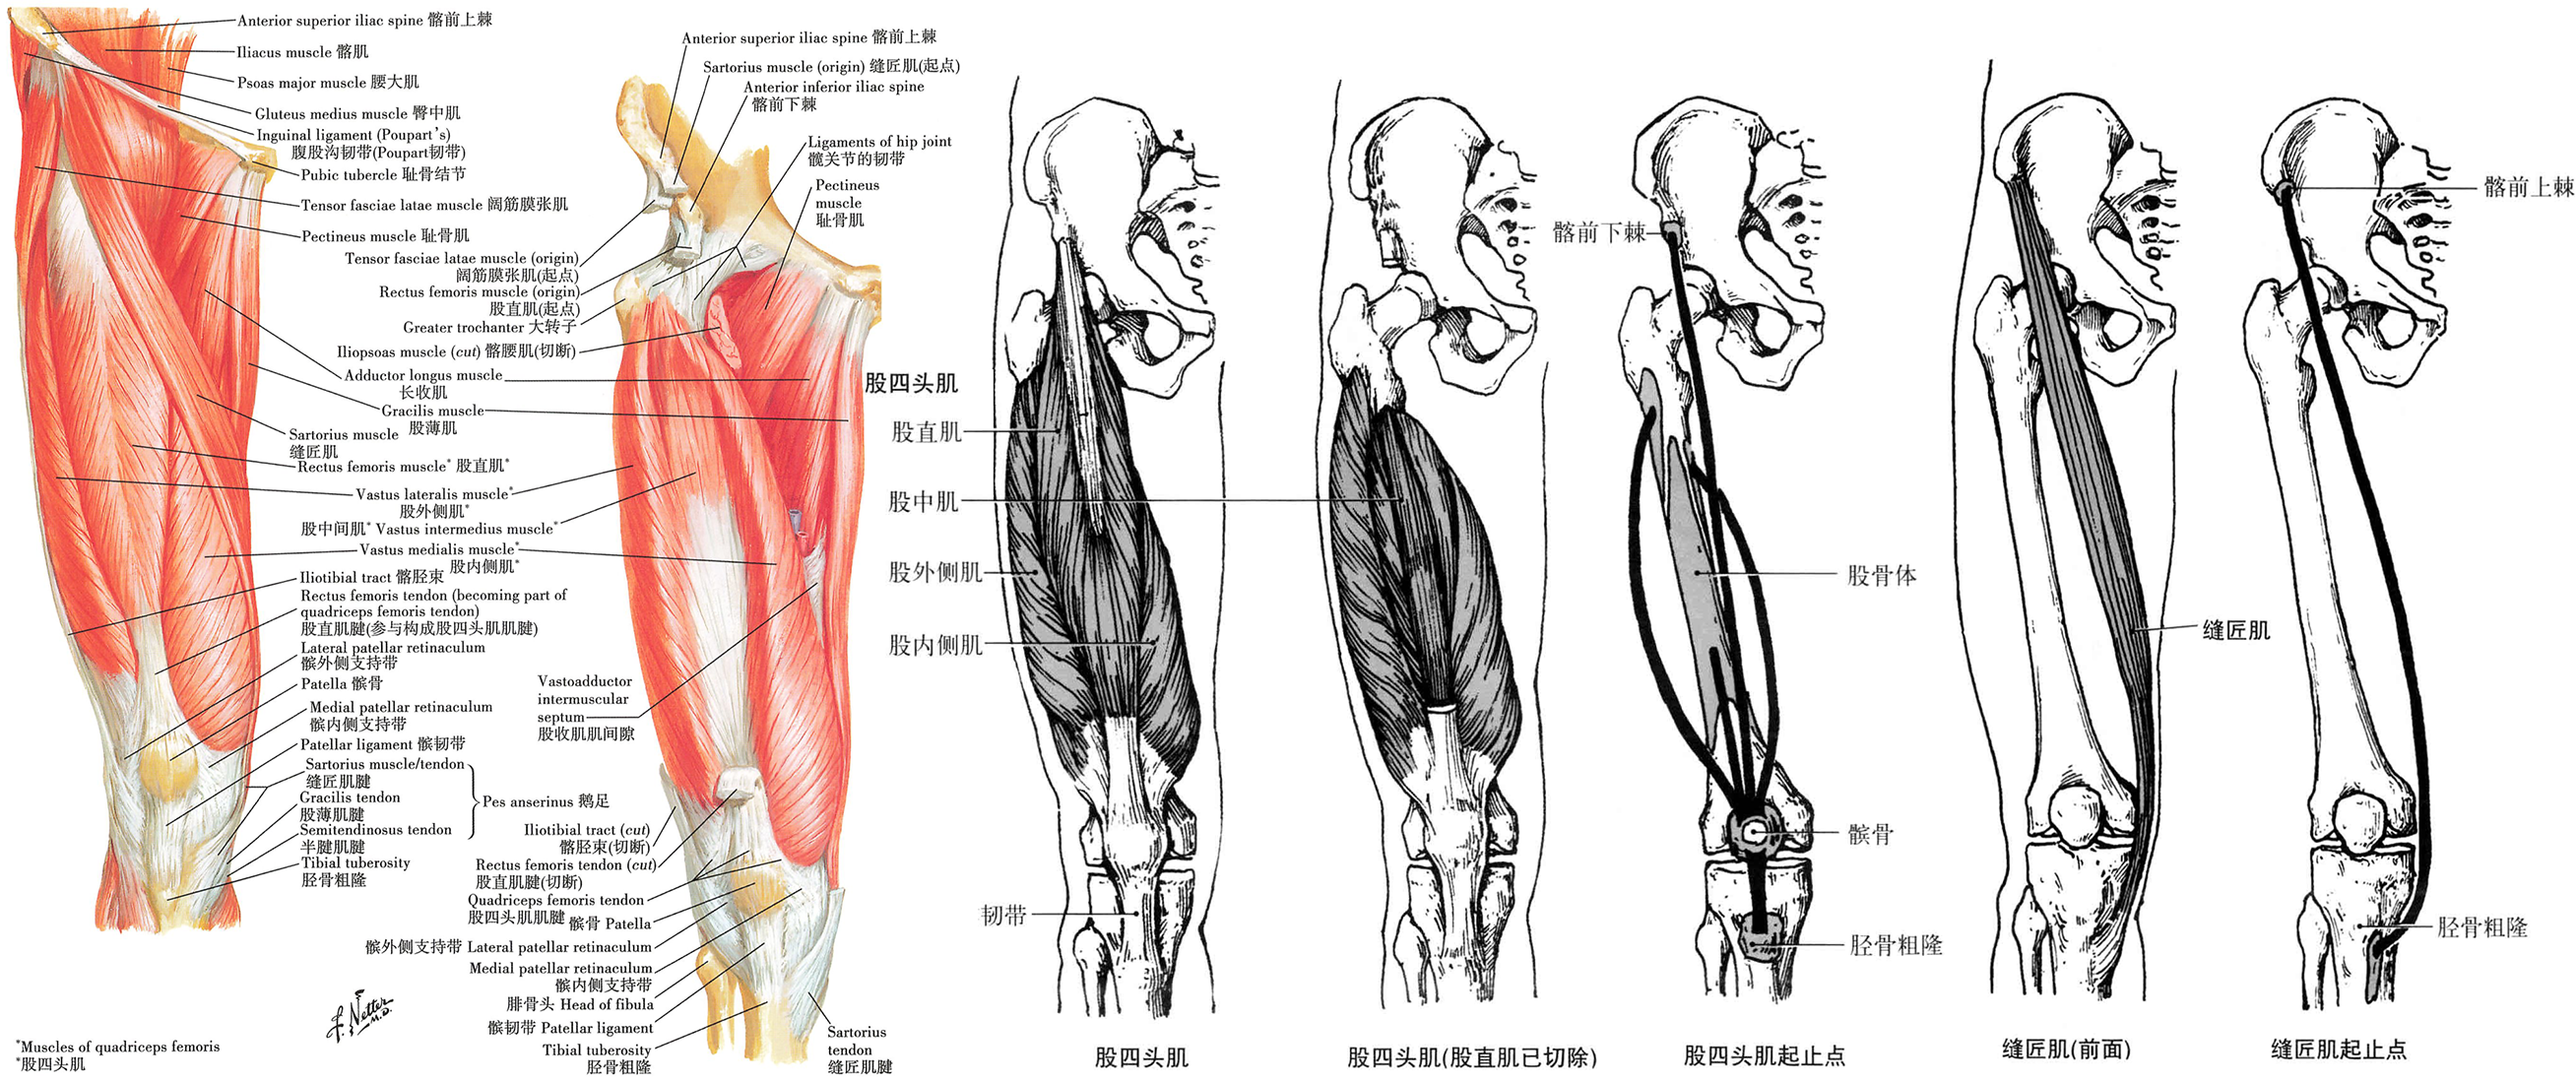 Anterior superior iliac spine 髂前上棘
Iliacus muscle 髂肌
Psoas major muscle 腰大肌
Gluteus medius muscle 臀中肌
Inguinal ligament (Poupart's)
腹股沟韧带(Poupart韧带)
Pubic tubercle 耻骨结节
Tensor fasciae latae muscle 阔筋膜张肌
Pectineus muscle 耻骨肌
Tensor fasciae latae muscle (origin)
阔筋膜张肌(起点)
Rectus femoris muscle (origin)
股直肌(起点)
Greater trochanter 大转子
Iliopsoas muscle (cut) 髂腰肌(切断)
Adductor longus muscle
长收肌
Gracilis muscle
股薄肌
Sartorius muscle
缝匠肌
Rectus femoris muscle* 股直肌*
Vastus lateralis muscle*
股外侧肌*
股中间肌* Vastus intermedius muscle*
Vastus medialis muscle*
股内侧肌*
Iliotibial tract 髂胫束
Rectus femoris tendon (becoming part of
quadriceps femoris tendon)
股直肌腱(参与构成股四头肌肌腱)
Lateral patellar retinaculum
髌外侧支持带
Patella 髌骨
Medial patellar retinaculum
髌内侧支持带
Patellar ligament 髌韧带
Sartorius muscle/tendon
缝匠肌腱
Gracilis tendon
股薄肌腱
Semitendinosus tendon
半腱肌腱
Pes anserinus 鹅足
Tibial tuberosity
胫骨粗隆
Anterior superior iliac spine 髂前上棘
Sartorius muscle (origin) 缝匠肌(起点)
Anterior inferior iliac spine
髂前下棘
Ligaments of hip joint
髋关节的韧带
Pectineus
muscle
耻骨肌
Vastoadductor
intermuscular
septum
股收肌肌间隙
Iliotibial tract (cut)
髂胫束(切断)
Rectus femoris tendon (cut)
股直肌腱(切断)
Quadriceps femoris tendon
股四头肌肌腱
髌骨 Patella
髌外侧支持带 Lateral patellar retinaculum
Medial patellar retinaculum
髌内侧支持带
腓骨头 Head of fibula
髌韧带 Patellar ligament
Tibial tuberosity
胫骨粗隆
Sartorius
tendon
缝匠肌腱
F. Netter
M.D.
*Muscles of quadriceps femoris
*股四头肌
股四头肌
股直肌
股中肌
股外侧肌
股内侧肌
韧带
股四头肌
股四头肌(股直肌已切除)
髂前下棘
股骨体
髌骨
胫骨粗隆
股四头肌起止点
缝匠肌
缝匠肌(前面)
髂前上棘
胫骨粗隆
缝匠肌起止点